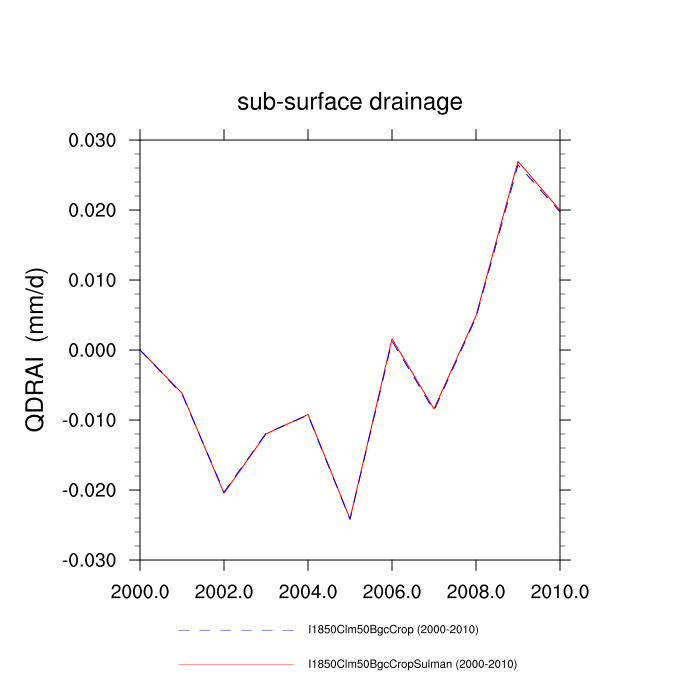 sub-surface drainage
0.030
0.020
0.010
0.000
-0.010
-0.020
-0.030
QDRAI (mm/d)
2000.0 2002.0 2004.0 2006.0 2008.0 2010.0
I1850Clm50BgcCrop (2000-2010)
I1850Clm50BgcCropSulman (2000-2010)